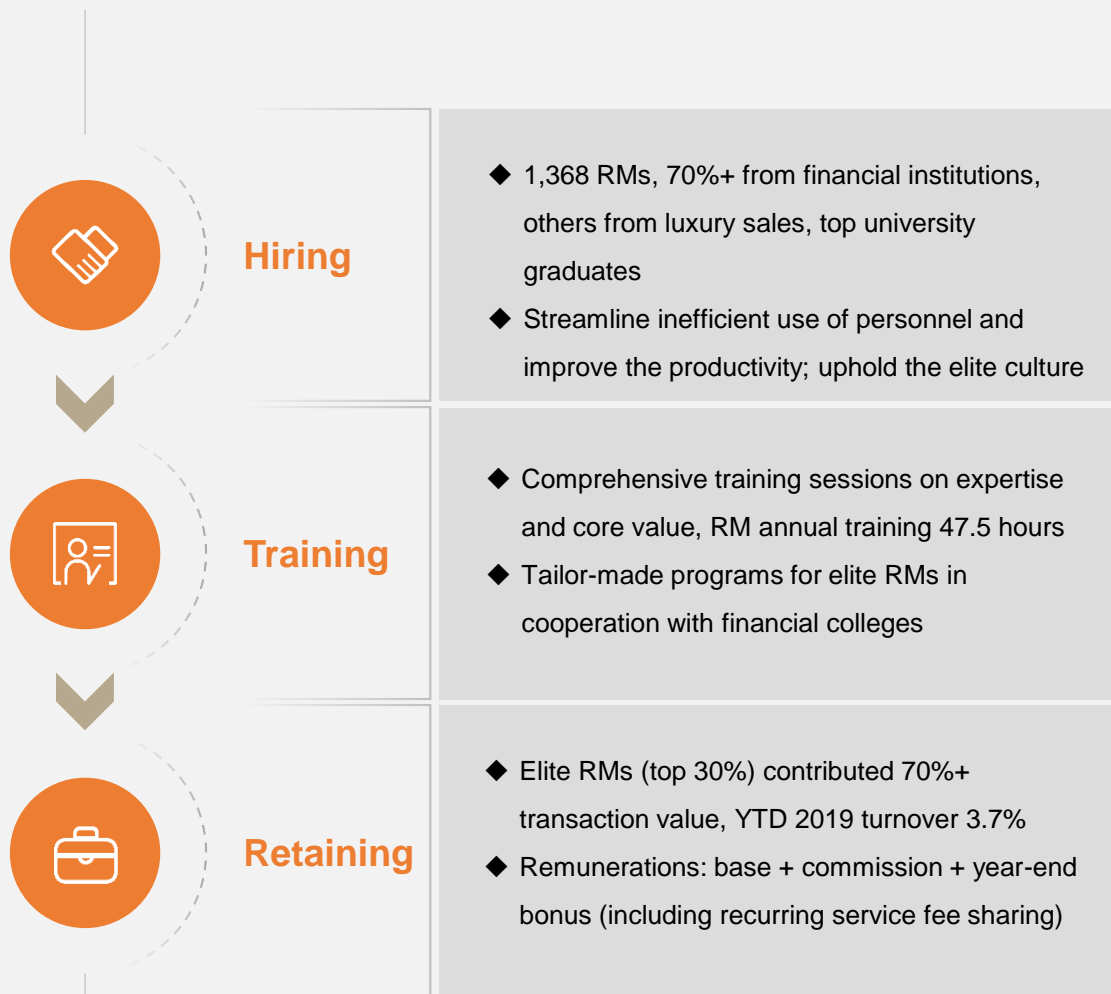 Hiring
◆ 1,368 RMs, 70%+ from financial institutions,
others from luxury sales, top university
graduates
◆ Streamline inefficient use of personnel and
improve the productivity; uphold the elite culture
Training
◆ Comprehensive training sessions on expertise
and core value, RM annual training 47.5 hours
◆ Tailor-made programs for elite RMs in
cooperation with financial colleges
Retaining
◆ Elite RMs (top 30%) contributed 70%+
transaction value, YTD 2019 turnover 3.7%
◆ Remunerations: base + commission + year-end
bonus (including recurring service fee sharing)